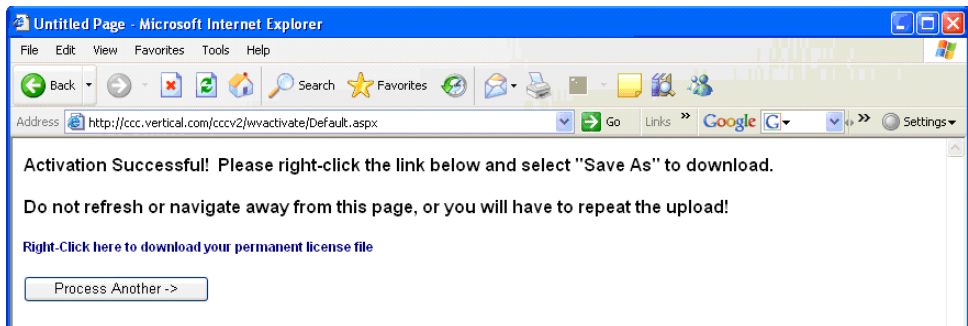 Untitled Page - Microsoft Internet Explorer
File Edit View Favorites Tools Help
Back Search Favorites
Address http://ccc.vertical.com/cccv2/wvactivate/Default.aspx Go Links » Google G » Settings
Activation Successful! Please right-click the link below and select "Save As" to download.
Do not refresh or navigate away from this page, or you will have to repeat the upload!
Right-Click here to download your permanent license file
Process Another ->